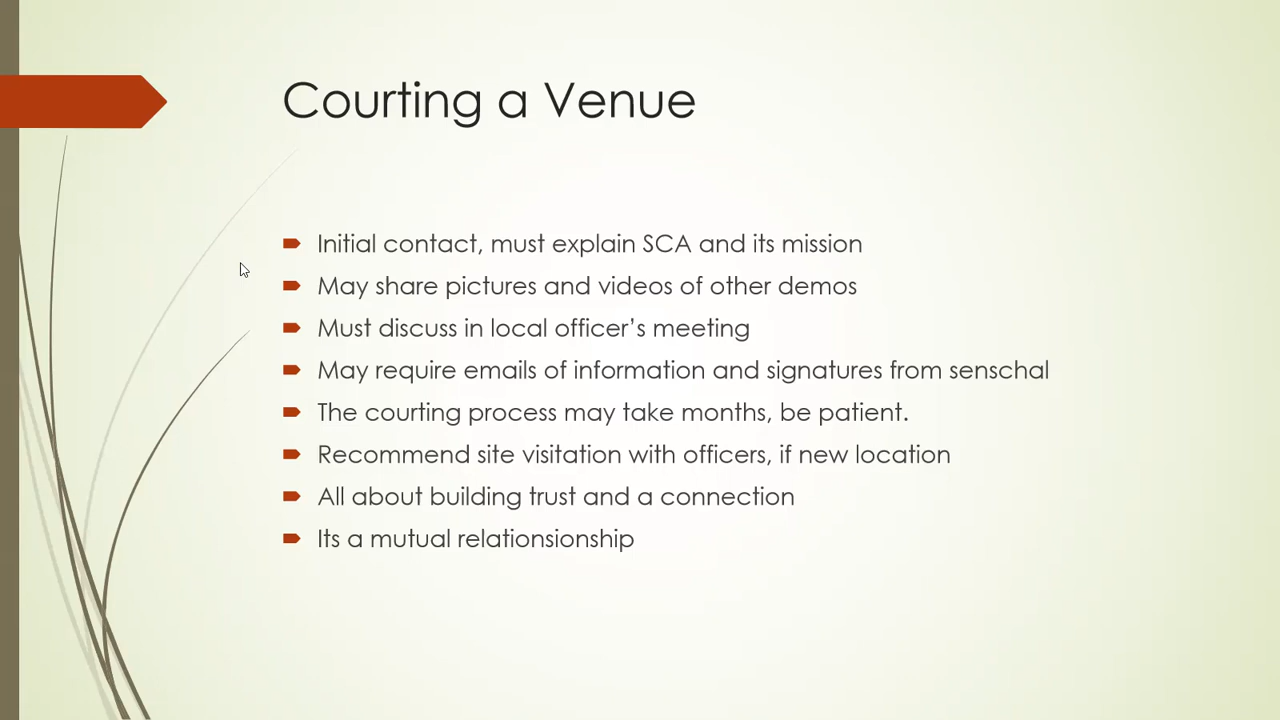 Courting a Venue
Initial contact, must explain SCA and its mission
May share pictures and videos of other demos
Must discuss in local officer’s meeting
May require emails of information and signatures from senschal
The courting process may take months, be patient.
Recommend site visitation with officers, if new location
All about building trust and a connection
Its a mutual relationsionship